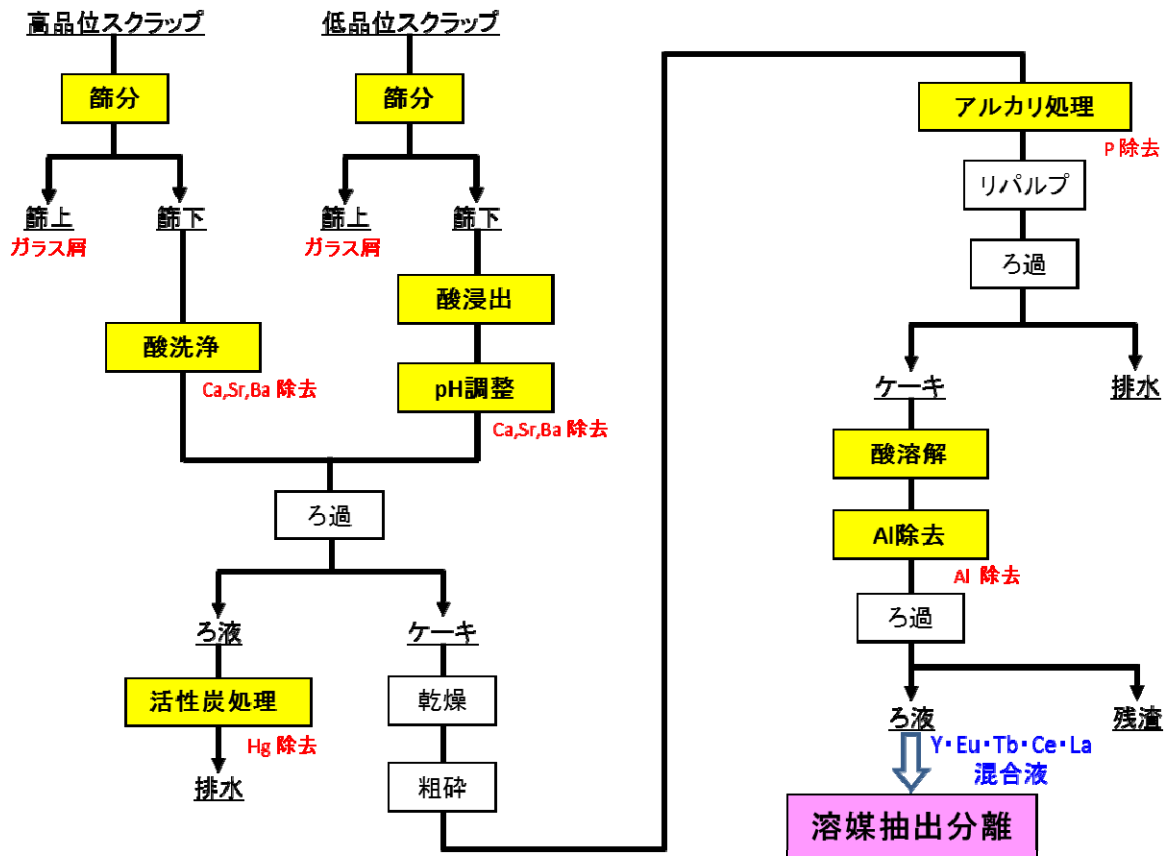 高品位スクラップ
篩分
篩上
ガラス屑
篩下
酸洗浄
Ca,Sr,Ba 除去
低品位スクラップ
篩分
篩上
ガラス屑
篩下
酸浸出
pH調整
Ca,Sr,Ba 除去
ろ過
ろ液
活性炭処理
Hg 除去
排水
ケーキ
乾燥
粗砕
アルカリ処理
P 除去
リパルプ
ろ過
ケーキ
排水
酸溶解
Al除去
Al 除去
ろ過
ろ液
残渣
Y・Eu・Tb・Ce・La
混合液
溶媒抽出分離